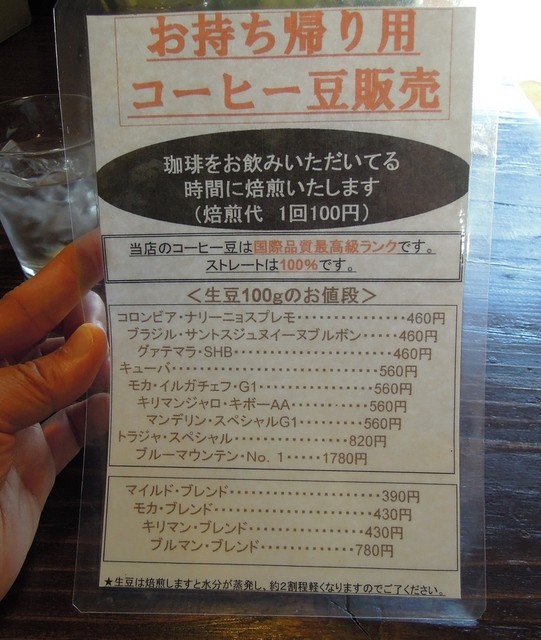 お持ち帰り用
コーヒー豆販売
珈琲をお飲みいただいてる
時間に焙煎いたします
（焙煎代　1回100円）
当店のコーヒー豆は国際品質最高級ランクです。
ストレートは100％です。
＜生豆100gのお値段＞
コロンビア・ナリーニョスプレモ・・・・・・・・・・・・・・・・460円
ブラジル・サントスジュヌイーヌブルボン・・・・・460円
グァテマラ・SHB・・・・・・・・・・・・・・・・・・・・460円
キューバ・・・・・・・・・・・・・・・・・・・・・・・・560円
モカ・イルガチェフ・G1・・・・・・・・・・・・・560円
キリマンジャロ・キボーAA・・・・・・・・・560円
マンデリン・スペシャルG1・・・・・・・・560円
トラジャ・スペシャル・・・・・・・・・・・・・・・・820円
ブルーマウンテン・No．1・・・・・1780円
マイルド・ブレンド・・・・・・・・・・・・・・・・・・・・・390円
モカ・ブレンド・・・・・・・・・・・・・・・・・・・・・・430円
キリマン・ブレンド・・・・・・・・・・・・・・・・430円
ブルマン・ブレンド・・・・・・・・・・・・・780円
★生豆は焙煎しますと水分が蒸発し、約2割程軽くなりますのでご了ください。